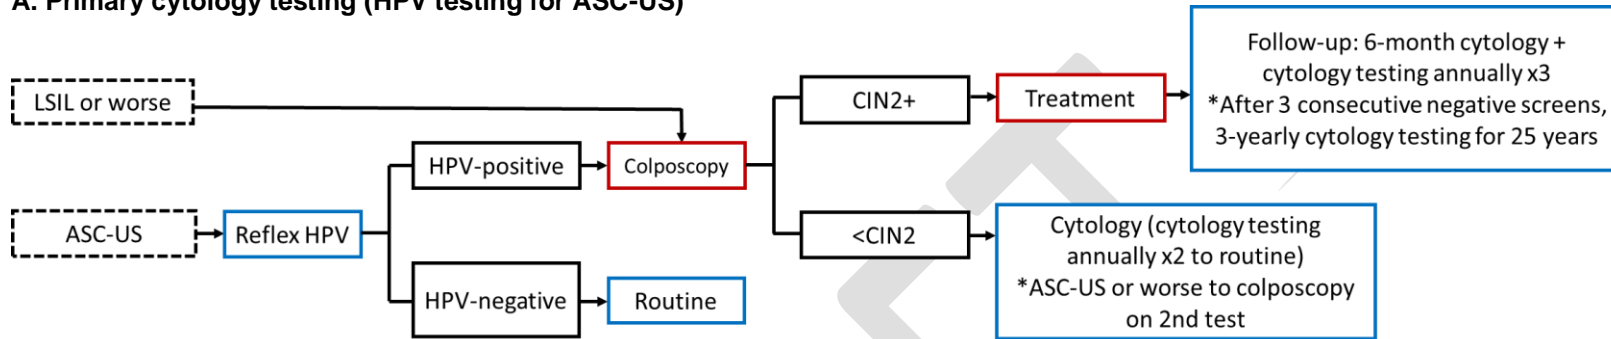 A. Primary cytology testing (HPV testing for ASC-US)
LSIL or worse
ASC-US
Reflex HPV
HPV-positive
HPV-negative
Colposcopy
Routine
CIN2+
<CIN2
Treatment
Follow-up: 6-month cytology +
cytology testing annually x3
*After 3 consecutive negative screens,
3-yearly cytology testing for 25 years
Cytology (cytology testing
annually x2 to routine)
*ASC-US or worse to colposcopy
on 2nd test